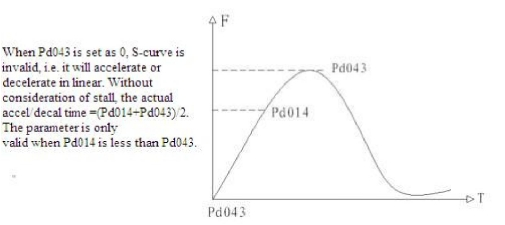 F
When Pd043 is set as 0, S-curve is
invalid, i.e. it will accelerate or
decelerate in linear. Without
consideration of stall, the actual
accel/decal time =(Pd014+Pd043)/2.
The parameter is only
valid when Pd014 is less than Pd043.
Pd043
Pd014
T
Pd043